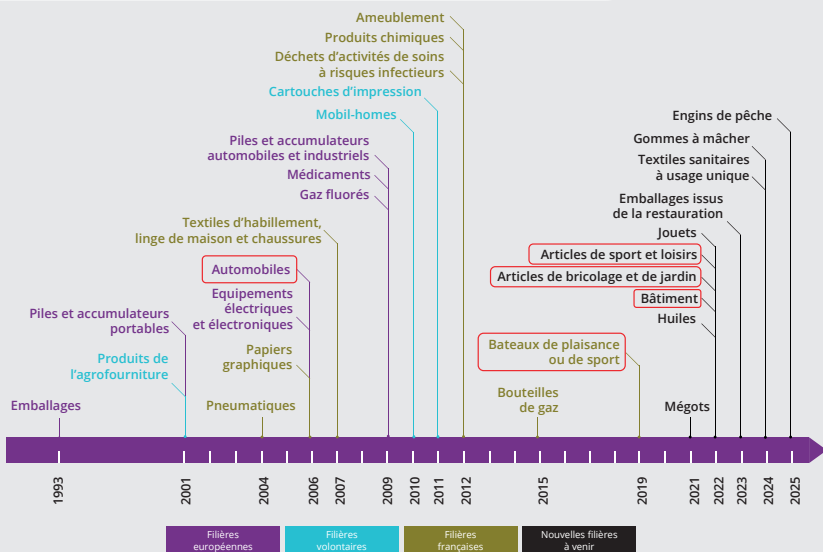 Ameublement
Produits chimiques
Déchets d’activités de soins
à risques infectieurs
Cartouches d’impression
Mobil-homes
Piles et accumulateurs
automobiles et industriels
Médicaments
Gaz fluorés
Textiles d’habillement,
linge de maison et chaussures
Automobiles
Equipements
électriques
et électroniques
Papiers
graphiques
Pneumatiques
Piles et accumulateurs
portables
Produits de
l’agrofourniture
Emballages
Engins de pêche
Gommes à mâcher
Textiles sanitaires
à usage unique
Emballages issus
de la restauration
Jouets
Articles de sport et loisirs
Articles de bricolage et de jardin
Bâtiment
Huiles
Bateaux de plaisance
ou de sport
Bouteilles
de gaz
Mégots
1993
2001
2004
2006
2007
2009
2010
2011
2012
2015
2019
2021
2022
2023
2024
2025
Filières
européennes
Filières
volontaires
Filières
françaises
Nouvelles filières
à venir